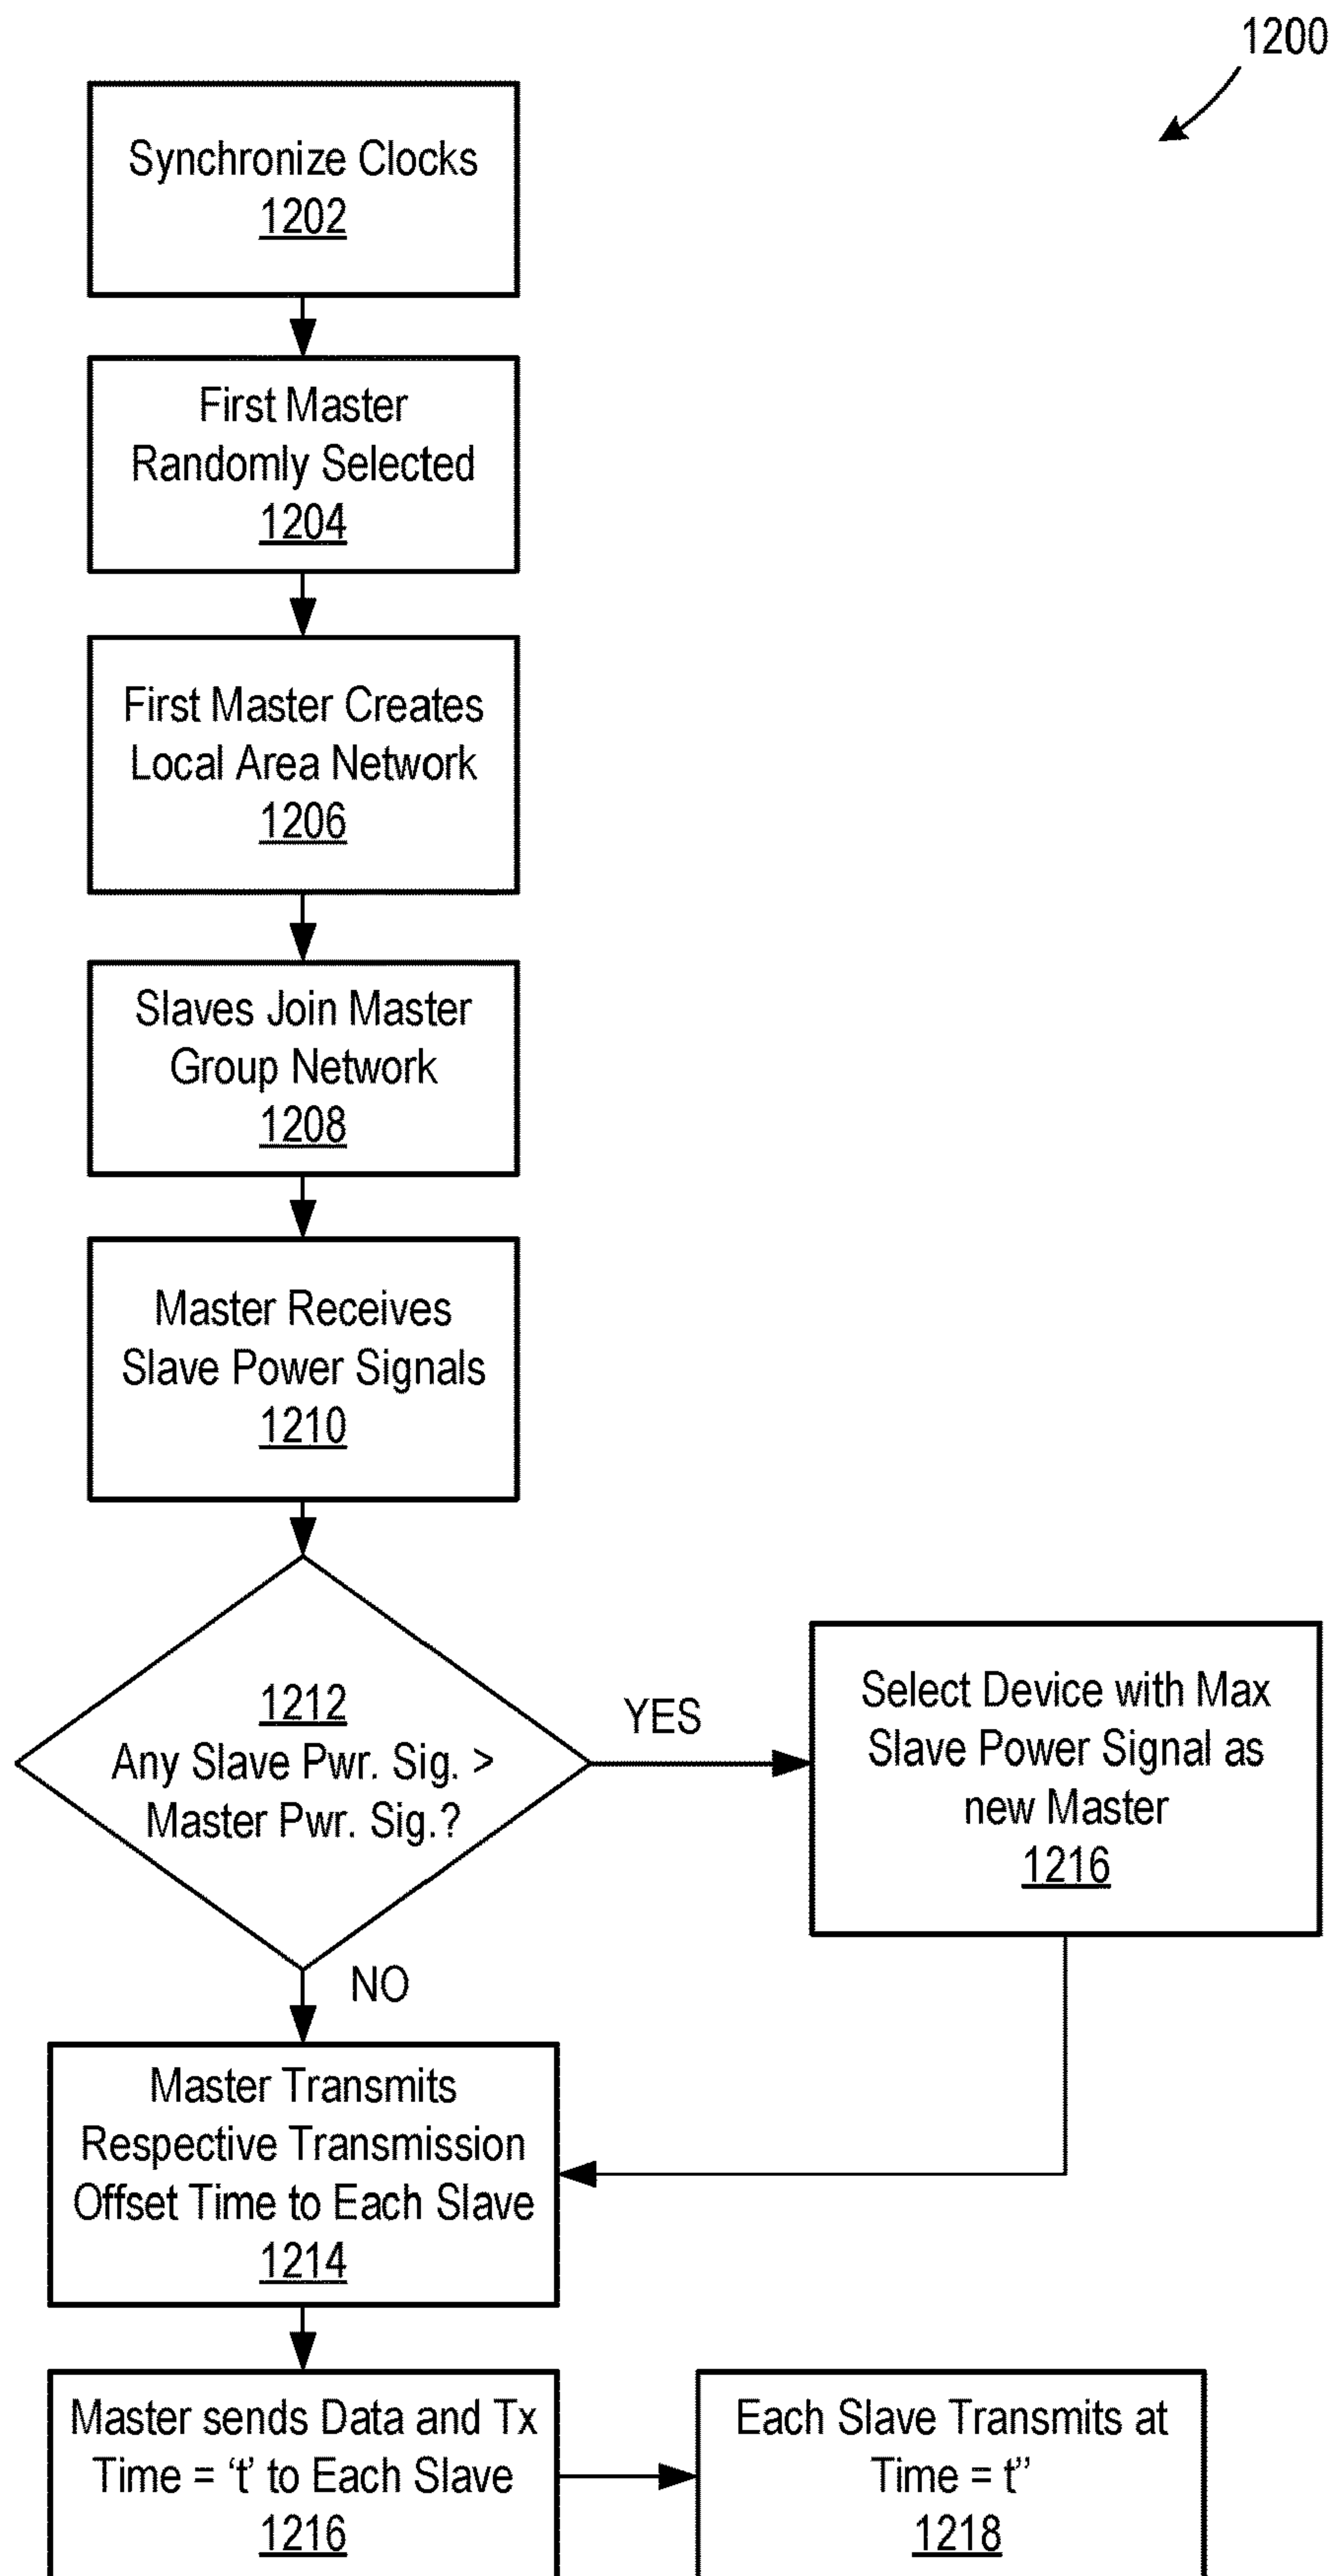 1200
Synchronize Clocks
1202
First Master
Randomly Selected
1204
First Master Creates
Local Area Network
1206
Slaves Join Master
Group Network
1208
Master Receives
Slave Power Signals
1210
1212
Any Slave Pwr. Sig. >
Master Pwr. Sig.?
YES
Select Device with Max
Slave Power Signal as
new Master
1216
NO
Master Transmits
Respective Transmission
Offset Time to Each Slave
1214
Master sends Data and Tx
Time = ‘t’ to Each Slave
1216
Each Slave Transmits at
Time = t’’
1218